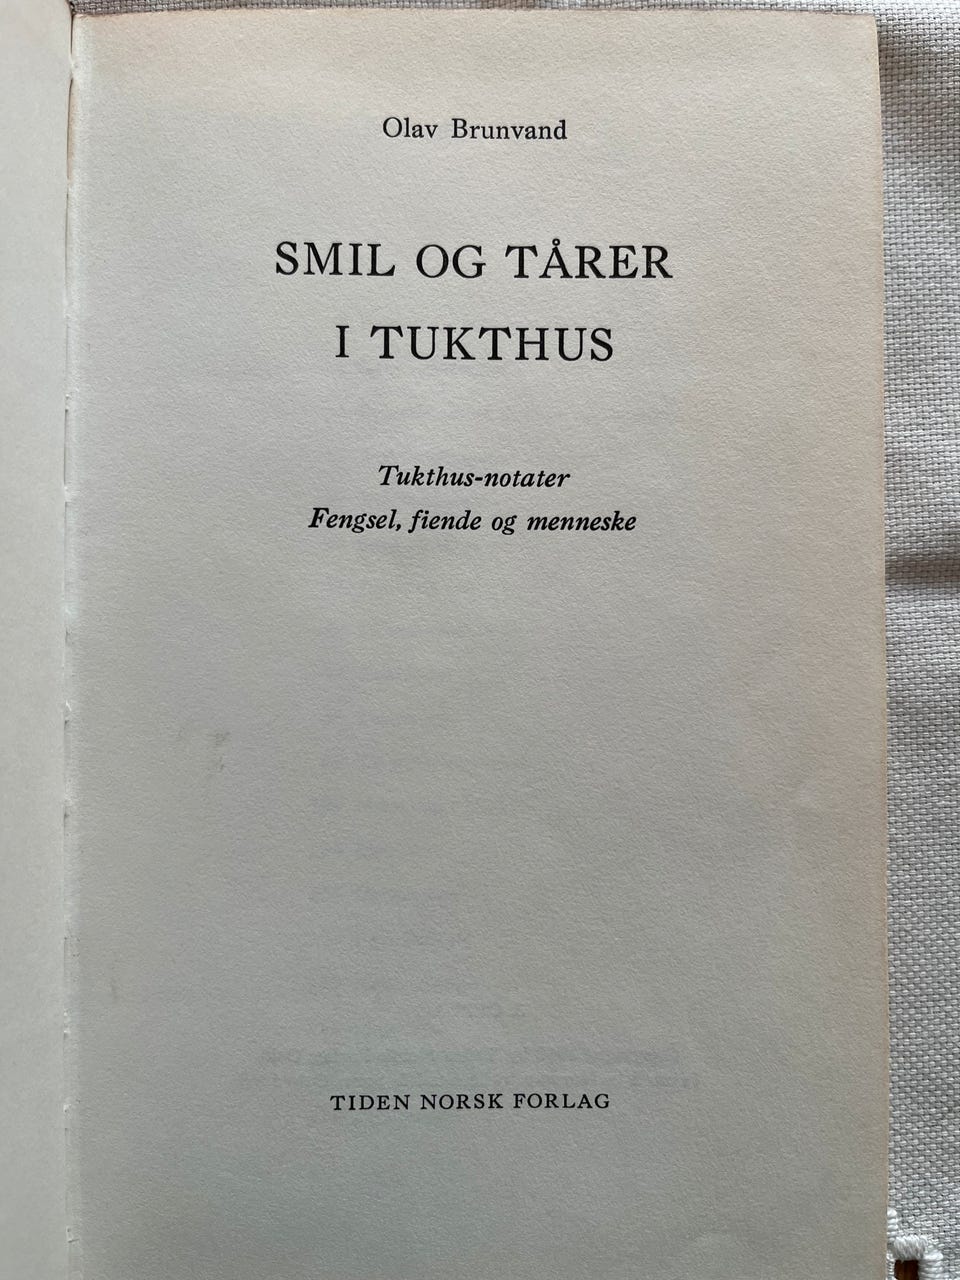 Olav Brunvand
SMIL OG TÅRER
I TUKTHUS
Tukthus-notater
Fengsel, fiende og menneske
TIDEN NORSK FORLAG